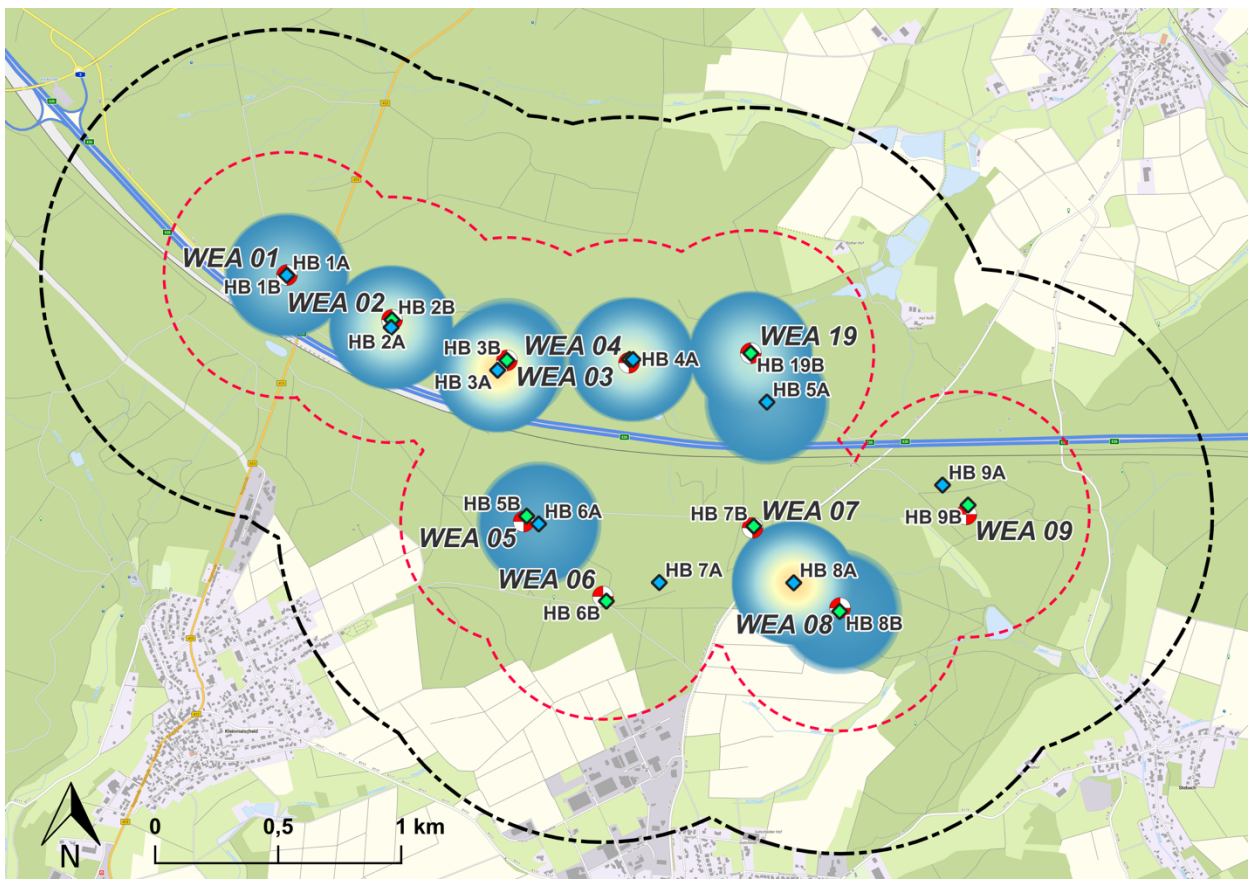 WEA 01
HB 1A
HB 1B
WEA 02
HB 2B
HB 2A
HB 3B
WEA 04
HB 4A
WEA 19
HB 3A
WEA 03
HB 19B
HB 5A
HB 9A
HB 5B
HB 6A
HB 7B
WEA 07
HB 9B
WEA 05
WEA 09
WEA 06
HB 7A
HB 8A
HB 6B
WEA 08
HB 8B
N
0
0,5
1 km